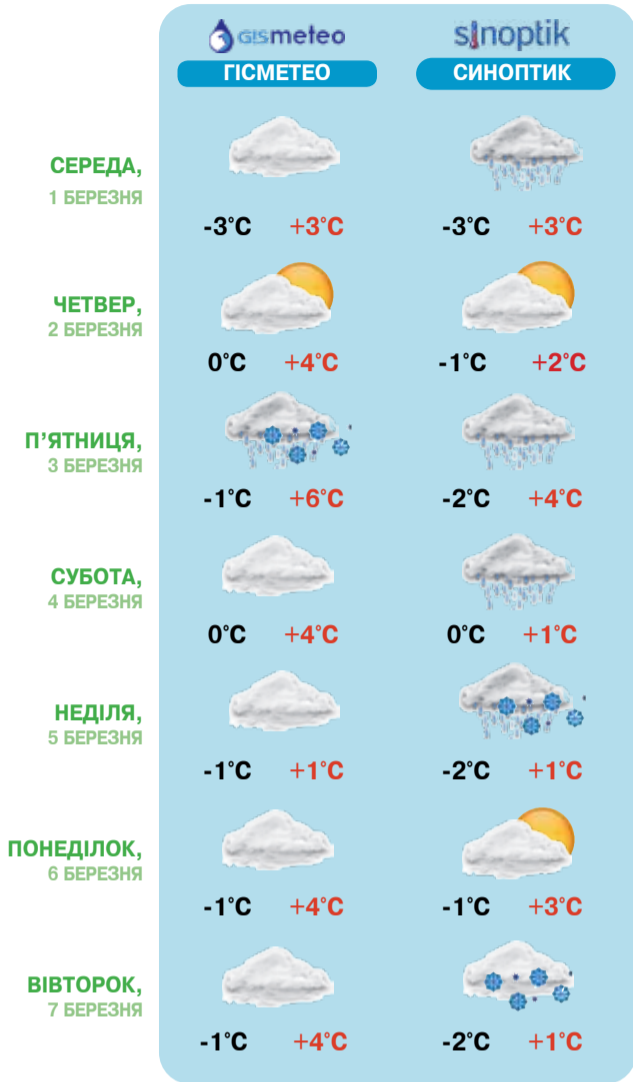 GISMETEO
sinoptik
ГІСМЕТЕО
СИНОПТИК
СЕРЕДА,
1 БЕРЕЗНЯ
-3°C +3°C -3°C +3°C
ЧЕТВЕР,
2 БЕРЕЗНЯ
0°C +4°C -1°C +2°C
П’ЯТНИЦЯ,
3 БЕРЕЗНЯ
-1°C +6°C -2°C +4°C
СУБОТА,
4 БЕРЕЗНЯ
0°C +4°C 0°C +1°C
НЕДІЛЯ,
5 БЕРЕЗНЯ
-1°C +1°C -2°C +1°C
ПОНЕДІЛОК,
6 БЕРЕЗНЯ
-1°C +4°C -1°C +3°C
ВІВТОРОК,
7 БЕРЕЗНЯ
-1°C +4°C -2°C +1°C